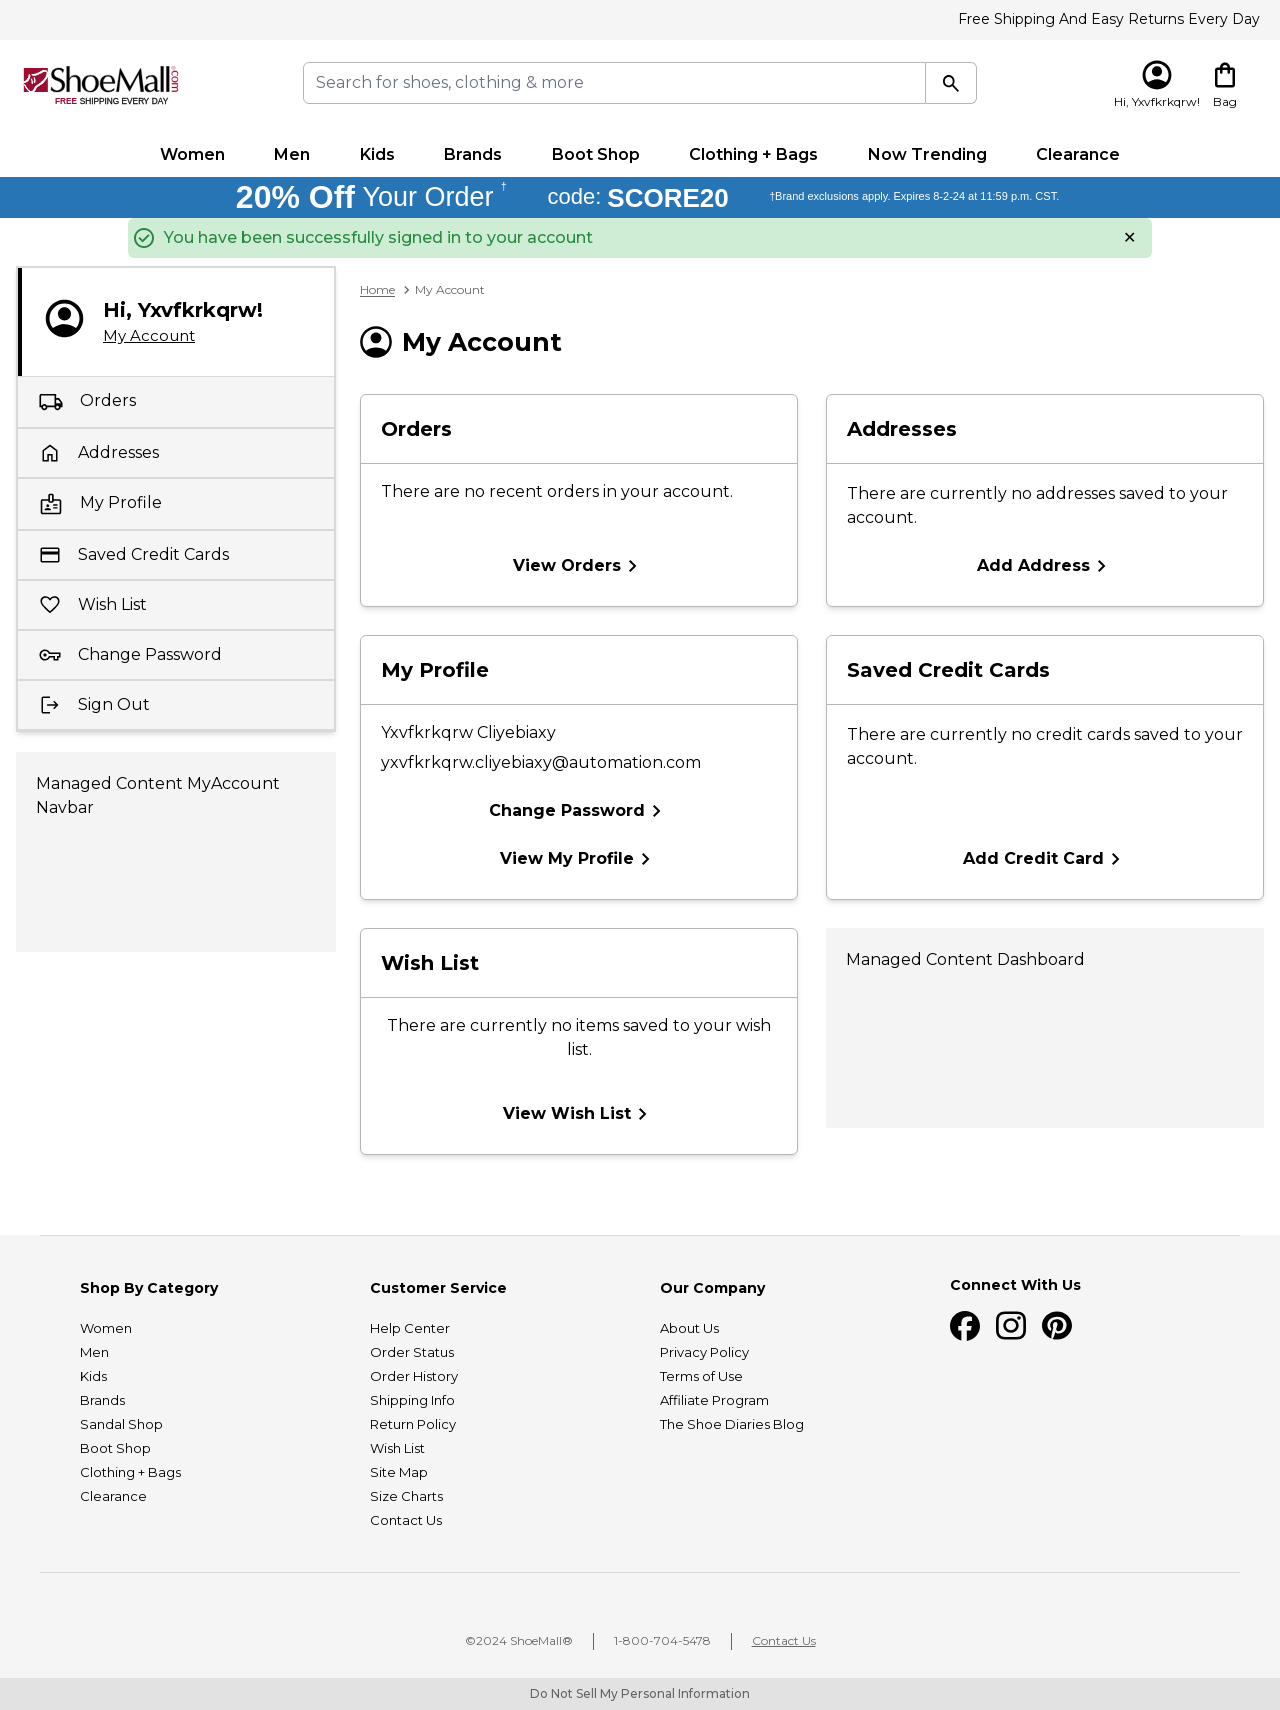 Free Shipping And Easy Returns Every Day
ShoeMall®.com
FREE SHIPPING EVERY DAY
Search for shoes, clothing & more
Hi, Yxvfkrkqrw!
Bag
Women Men Kids Brands Boot Shop Clothing + Bags Now Trending Clearance
20% Off Your Order † code: SCORE20 †Brand exclusions apply. Expires 8-2-24 at 11:59 p.m. CST.
You have been successfully signed in to your account ×
Hi, Yxvfkrkqrw!
My Account
Orders
Addresses
My Profile
Saved Credit Cards
Wish List
Change Password
Sign Out
Managed Content MyAccount
Navbar
Home > My Account
My Account
Orders
There are no recent orders in your account.
View Orders >
Addresses
There are currently no addresses saved to your
account.
Add Address >
My Profile
Yxvfkrkqrw Cliyebiaxy
yxvfkrkqrw.cliyebiaxy@automation.com
Change Password >
View My Profile >
Saved Credit Cards
There are currently no credit cards saved to your
account.
Add Credit Card >
Wish List
There are currently no items saved to your wish
list.
View Wish List >
Managed Content Dashboard
Shop By Category
Women
Men
Kids
Brands
Sandal Shop
Boot Shop
Clothing + Bags
Clearance
Customer Service
Help Center
Order Status
Order History
Shipping Info
Return Policy
Wish List
Site Map
Size Charts
Contact Us
Our Company
About Us
Privacy Policy
Terms of Use
Affiliate Program
The Shoe Diaries Blog
Connect With Us
©2024 ShoeMall® | 1-800-704-5478 | Contact Us
Do Not Sell My Personal Information